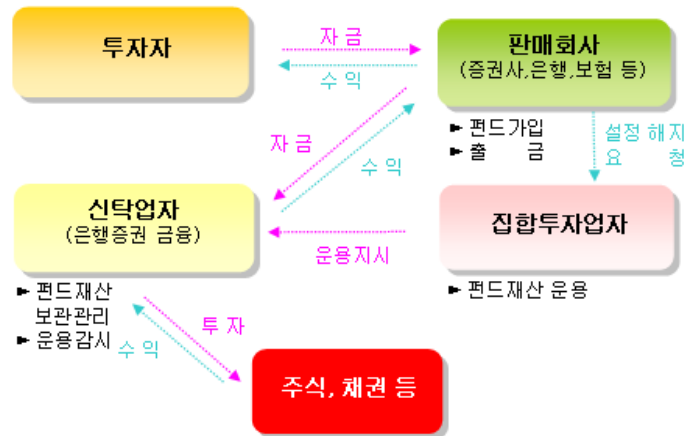 투자자
자 금
수 익
판매회사
(증권사,은행,보험 등)
► 펀드가입
► 출 금
설정 해지
요 청
자 금
수 익
신탁업자
(은행증권 금융)
운용지시
집합투자업자
► 펀드재산 운용
► 펀드재산
보관관리
► 운용감시
수 익
투 자
주식, 채권 등